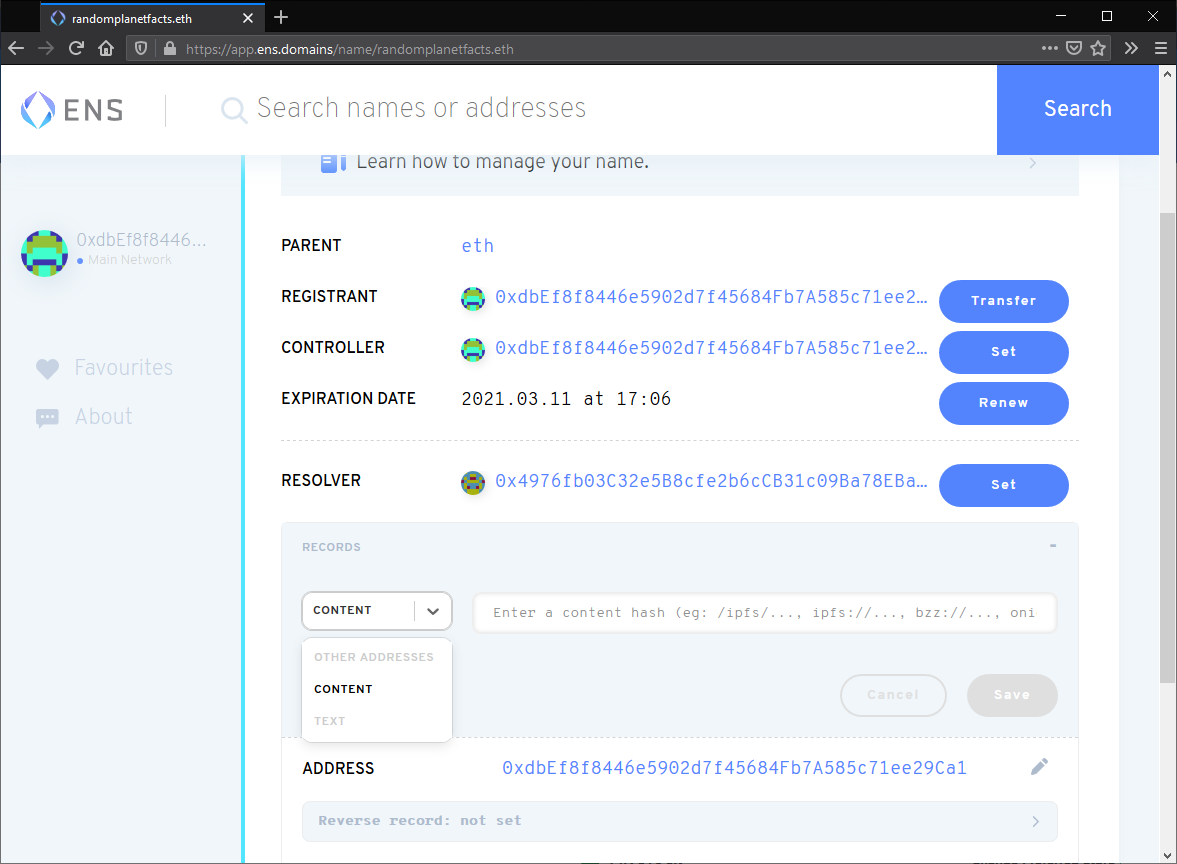 randomplanetfacts.eth
https://app.ens.domains/name/randomplanetfacts.eth
ENS
Search names or addresses
Search
Learn how to manage your name.
0xdbEf8f8446...
Main Network
Favourites
About
PARENT
eth
REGISTRANT
0xdbEf8f8446e5902d7f45684Fb7A585c71ee2…
Transfer
CONTROLLER
0xdbEf8f8446e5902d7f45684Fb7A585c71ee2…
Set
EXPIRATION DATE
2021.03.11 at 17:06
Renew
RESOLVER
0x4976fb03C32e5B8cfe2b6cCB31c09Ba78EBa…
Set
RECORDS
-
CONTENT
Enter a content hash (eg: /ipfs/..., ipfs://..., bzz://..., oni
OTHER ADDRESSES
CONTENT
TEXT
Cancel
Save
ADDRESS
0xdbEf8f8446e5902d7f45684Fb7A585c71ee29Ca1
Reverse record: not set